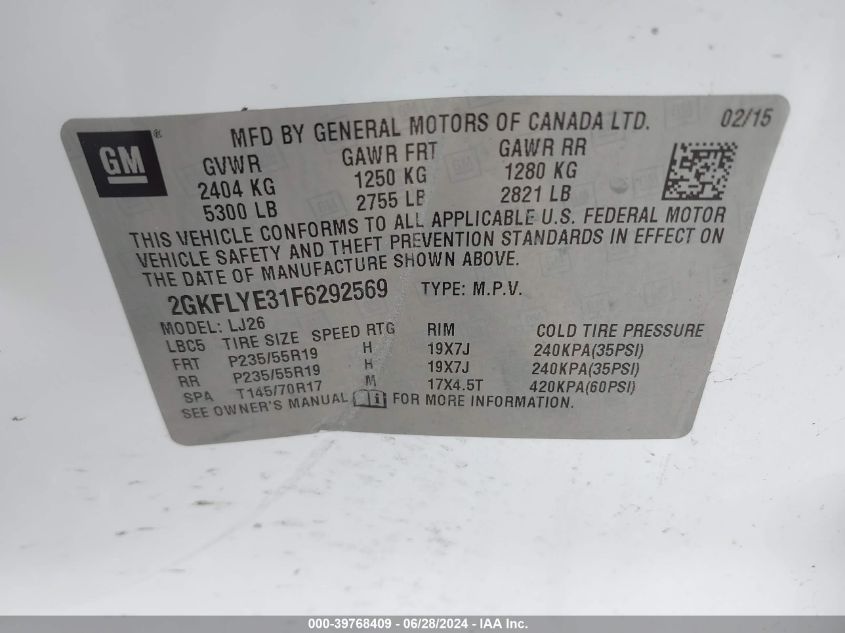 GM ®
MFD BY GENERAL MOTORS OF CANADA LTD. 02/15
GVWR GAWR FRT GAWR RR
2404 KG 1250 KG 1280 KG
5300 LB 2755 LB 2821 LB
THIS VEHICLE CONFORMS TO ALL APPLICABLE U.S. FEDERAL MOTOR
VEHICLE SAFETY AND THEFT PREVENTION STANDARDS IN EFFECT ON
THE DATE OF MANUFACTURE SHOWN ABOVE.
2GKFLYE31F6292569 TYPE: M.P.V.
MODEL: LJ26
LBC5 TIRE SIZE SPEED RTG RIM COLD TIRE PRESSURE
FRT P235/55R19 H 19X7J 240KPA(35PSI)
RR P235/55R19 H 19X7J 240KPA(35PSI)
SPA T145/70R17 M 17X4.5T 420KPA(60PSI)
SEE OWNER'S MANUAL FOR MORE INFORMATION.
000-39768409 / 06/28/2024 - IAA Inc.